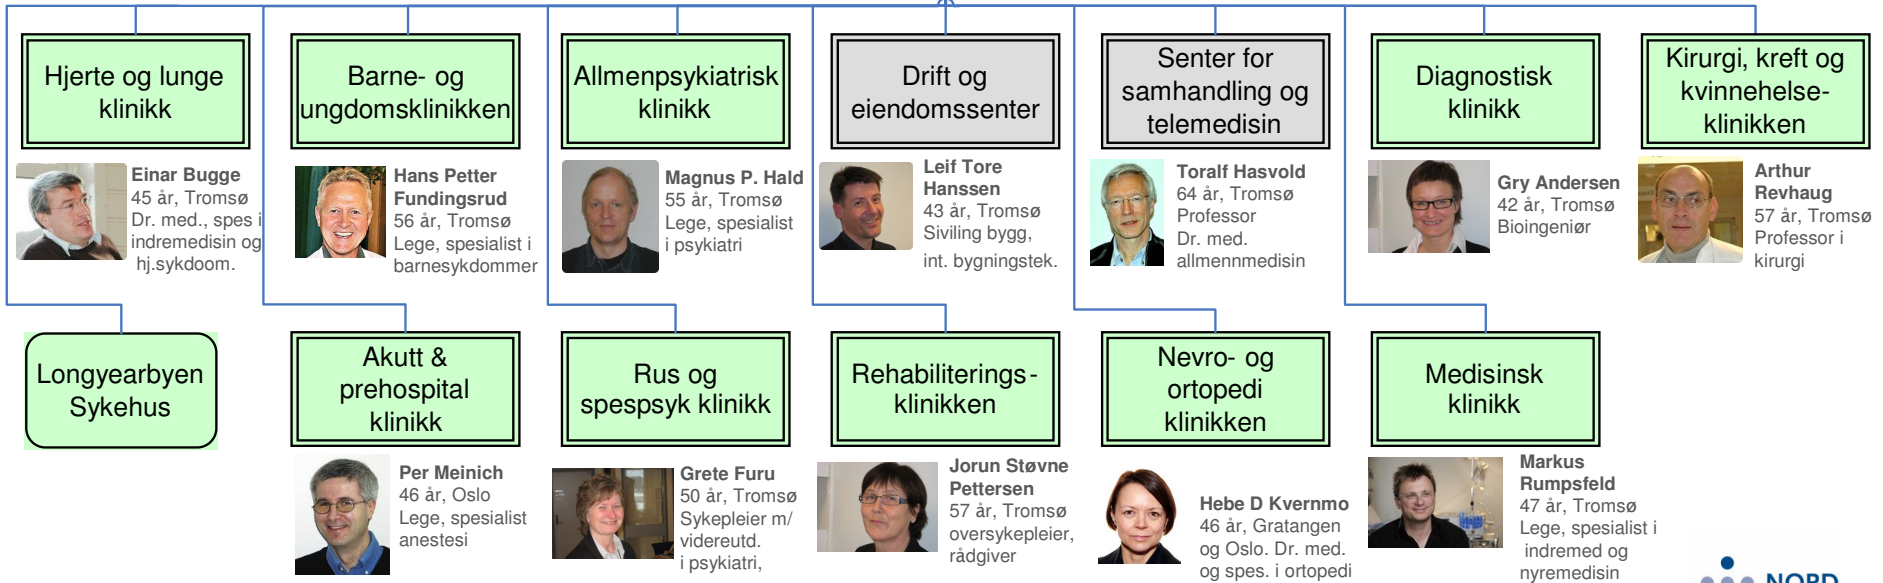 Hjerte og lunge
klinikk
Barne- og
ungdomsklinikken
Allmenpsykiatrisk
klinikk
Drift og
eiendomssenter
Senter for
samhandling og
telemedisin
Diagnostisk
klinikk
Kirurgi, kreft og
kvinnehelse-
klinikken
Einar Bugge
45 år, Tromsø
Dr. med., spes i
indremedisin og
hj.sykdoom.
Hans Petter
Fundingsrud
56 år, Tromsø
Lege, spesialist i
barnesykdommer
Magnus P. Hald
55 år, Tromsø
Lege, spesialist
i psykiatri
Leif Tore
Hanssen
43 år, Tromsø
Siviling bygg,
int. bygningstek.
Toralf Hasvold
64 år, Tromsø
Professor
Dr. med.
allmennmedisin
Gry Andersen
42 år, Tromsø
Bioingeniør
Arthur
Revhaug
57 år, Tromsø
Professor i
kirurgi
Longyearbyen
Sykehus
Akutt &
prehospital
klinikk
Rus og
spespsyk klinikk
Rehabiliterings-
klinikken
Nevro- og
ortopedi
klinikken
Medisinsk
klinikk
Per Meinich
46 år, Oslo
Lege, spesialist
anestesi
Grete Furu
50 år, Tromsø
Sykepleier m/
videreutd.
i psykiatri,
Jorun Støvne
Pettersen
57 år, Tromsø
oversykepleier,
rådgiver
Hebe D Kvernmo
46 år, Gratangen
og Oslo. Dr. med.
og spes. i ortopedi
Markus
Rumpsfeld
47 år, Tromsø
Lege, spesialist i
indremed og
nyremedisin
NORD